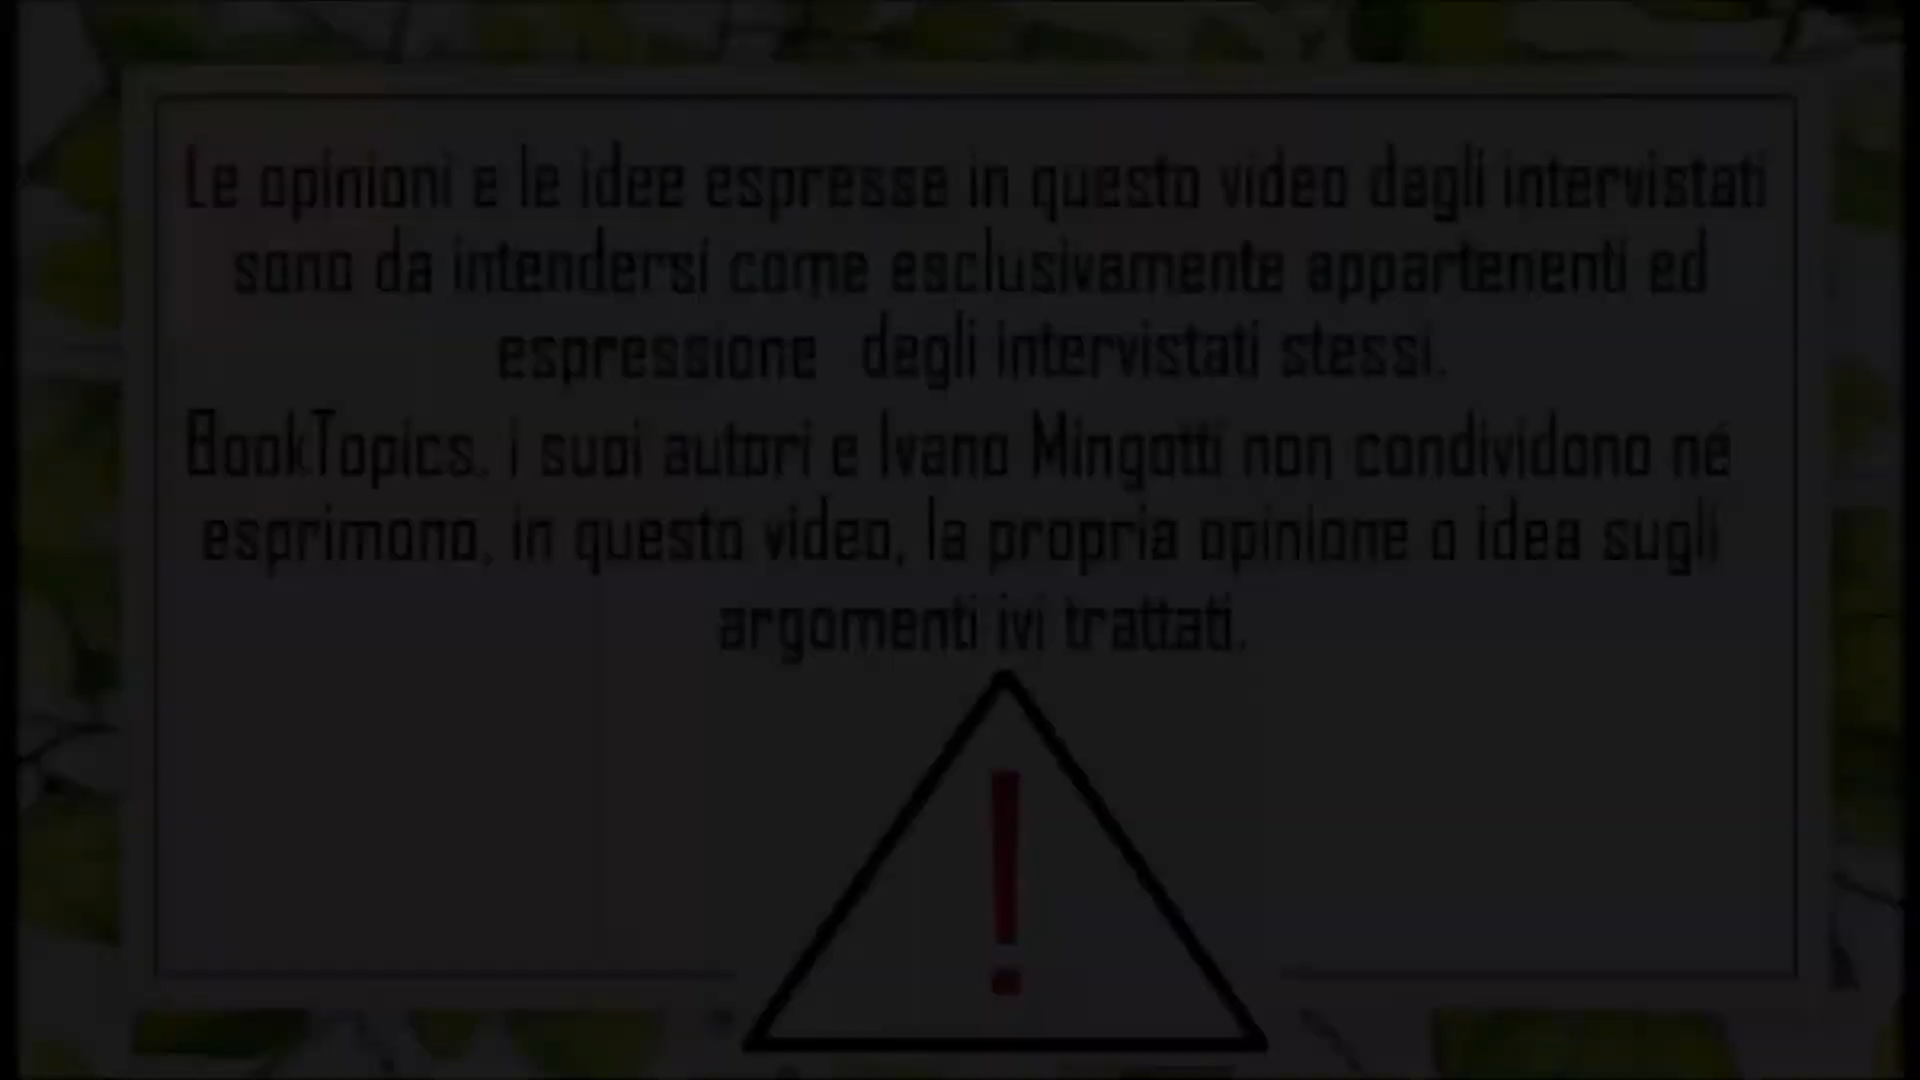 Le opinioni e le idee espresse in questo video dagli intervistati
sono da intendersi come esclusivamente appartenenti ed
espressione degli intervistati stessi.
BookTopics, i suoi autori e Ivano Mingotti non condividono né
esprimono, in questo video, la propria opinione o idea sugli
argomenti ivi trattati.
!